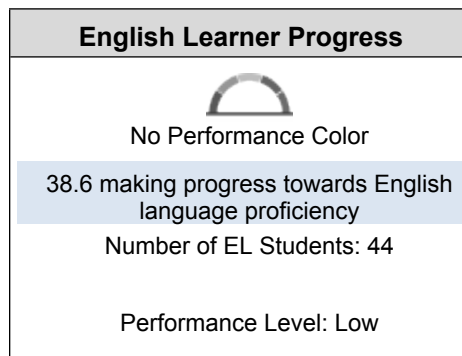 English Learner Progress
No Performance Color
38.6 making progress towards English
language proficiency
Number of EL Students: 44
Performance Level: Low